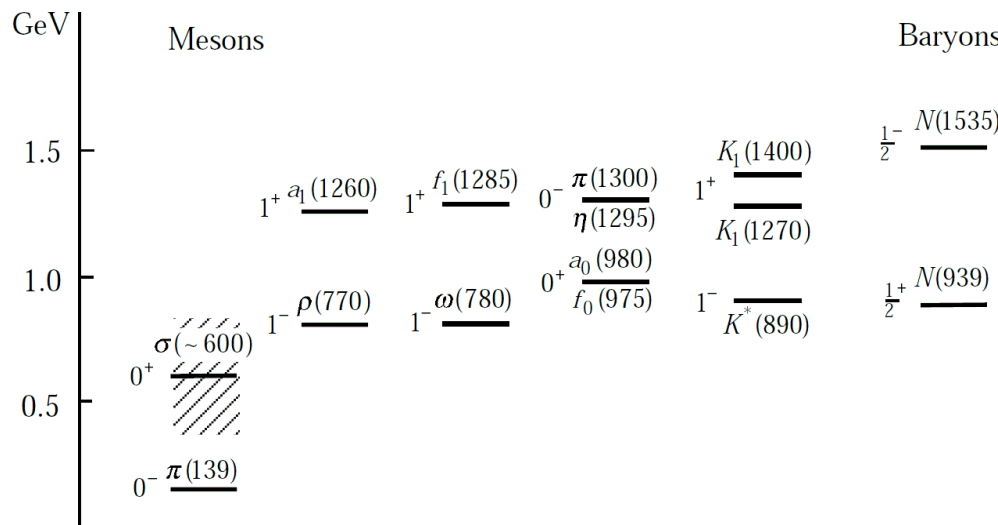 GeV
Mesons
Baryons
1.5
1.0
0.5
0⁺ σ(~600)
0⁻ π(139)
1⁺ a₁(1260)
1⁻ ρ(770)
1⁺ f₁(1285)
1⁻ ω(780)
0⁻ π(1300)
η(1295)
0⁺ a₀(980)
f₀(975)
K₁(1400)
1⁺
K₁(1270)
1⁻
K*(890)
½⁻ N(1535)
½⁺ N(939)